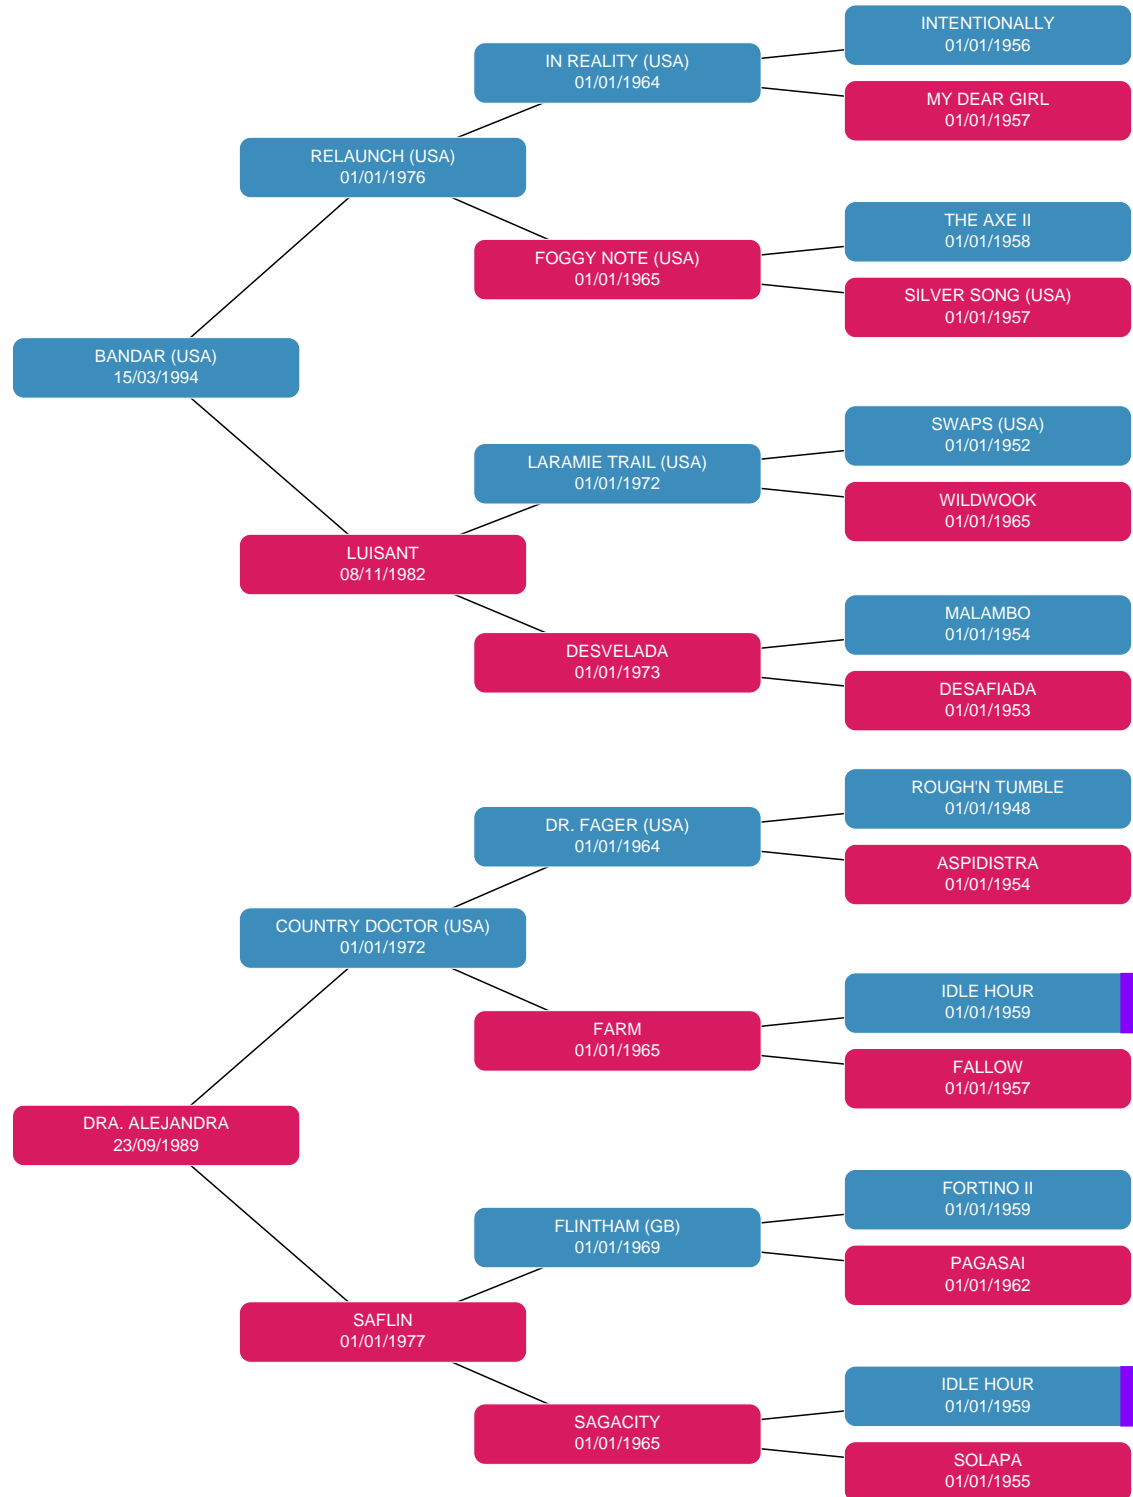 INTENTIONALLY
01/01/1956
IN REALITY (USA)
01/01/1964
MY DEAR GIRL
01/01/1957
RELAUNCH (USA)
01/01/1976
THE AXE II
01/01/1958
FOGGY NOTE (USA)
01/01/1965
SILVER SONG (USA)
01/01/1957
BANDAR (USA)
15/03/1994
SWAPS (USA)
01/01/1952
LARAMIE TRAIL (USA)
01/01/1972
WILDWOOK
01/01/1965
LUISANT
08/11/1982
MALAMBO
01/01/1954
DESVELADA
01/01/1973
DESAFIADA
01/01/1953
ROUGH'N TUMBLE
01/01/1948
DR. FAGER (USA)
01/01/1964
ASPIDISTRA
01/01/1954
COUNTRY DOCTOR (USA)
01/01/1972
IDLE HOUR
01/01/1959
FARM
01/01/1965
FALLOW
01/01/1957
DRA. ALEJANDRA
23/09/1989
FORTINO II
01/01/1959
FLINTHAM (GB)
01/01/1969
PAGASAI
01/01/1962
SAFLIN
01/01/1977
IDLE HOUR
01/01/1959
SAGACITY
01/01/1965
SOLAPA
01/01/1955